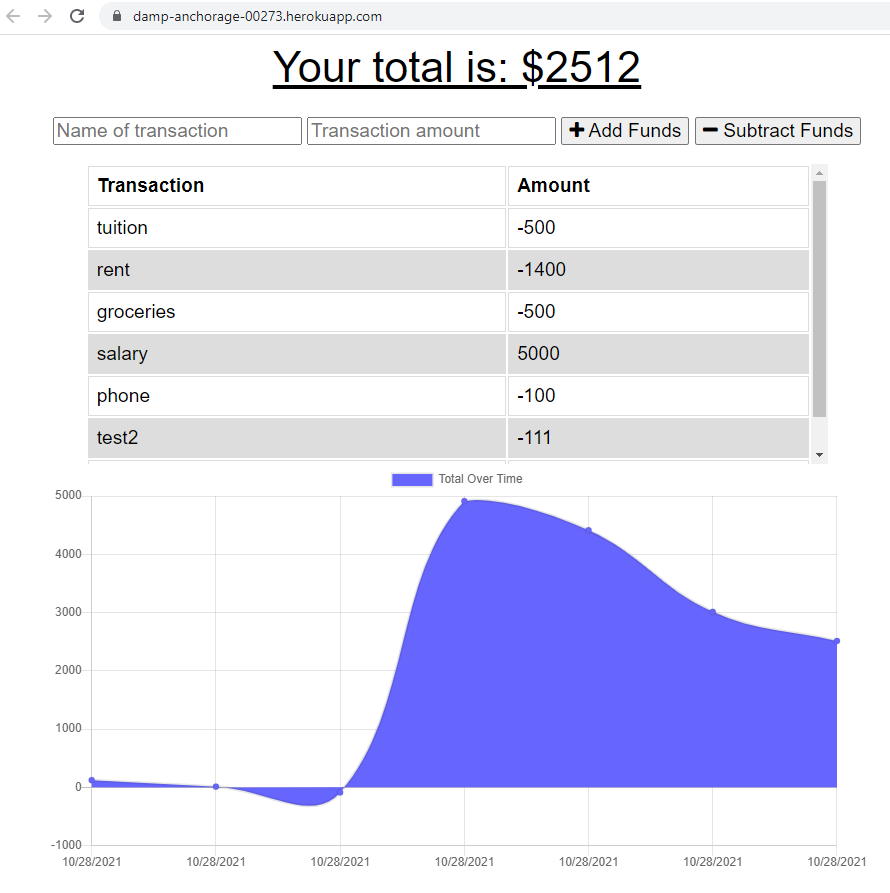 damp-anchorage-00273.herokuapp.com
Your total is: $2512
Name of transaction Transaction amount Add Funds Subtract Funds
Transaction Amount
tuition -500
rent -1400
groceries -500
salary 5000
phone -100
test2 -111
Total Over Time
5000
4000
3000
2000
1000
0
-1000
10/28/2021 10/28/2021 10/28/2021 10/28/2021 10/28/2021 10/28/2021 10/28/2021